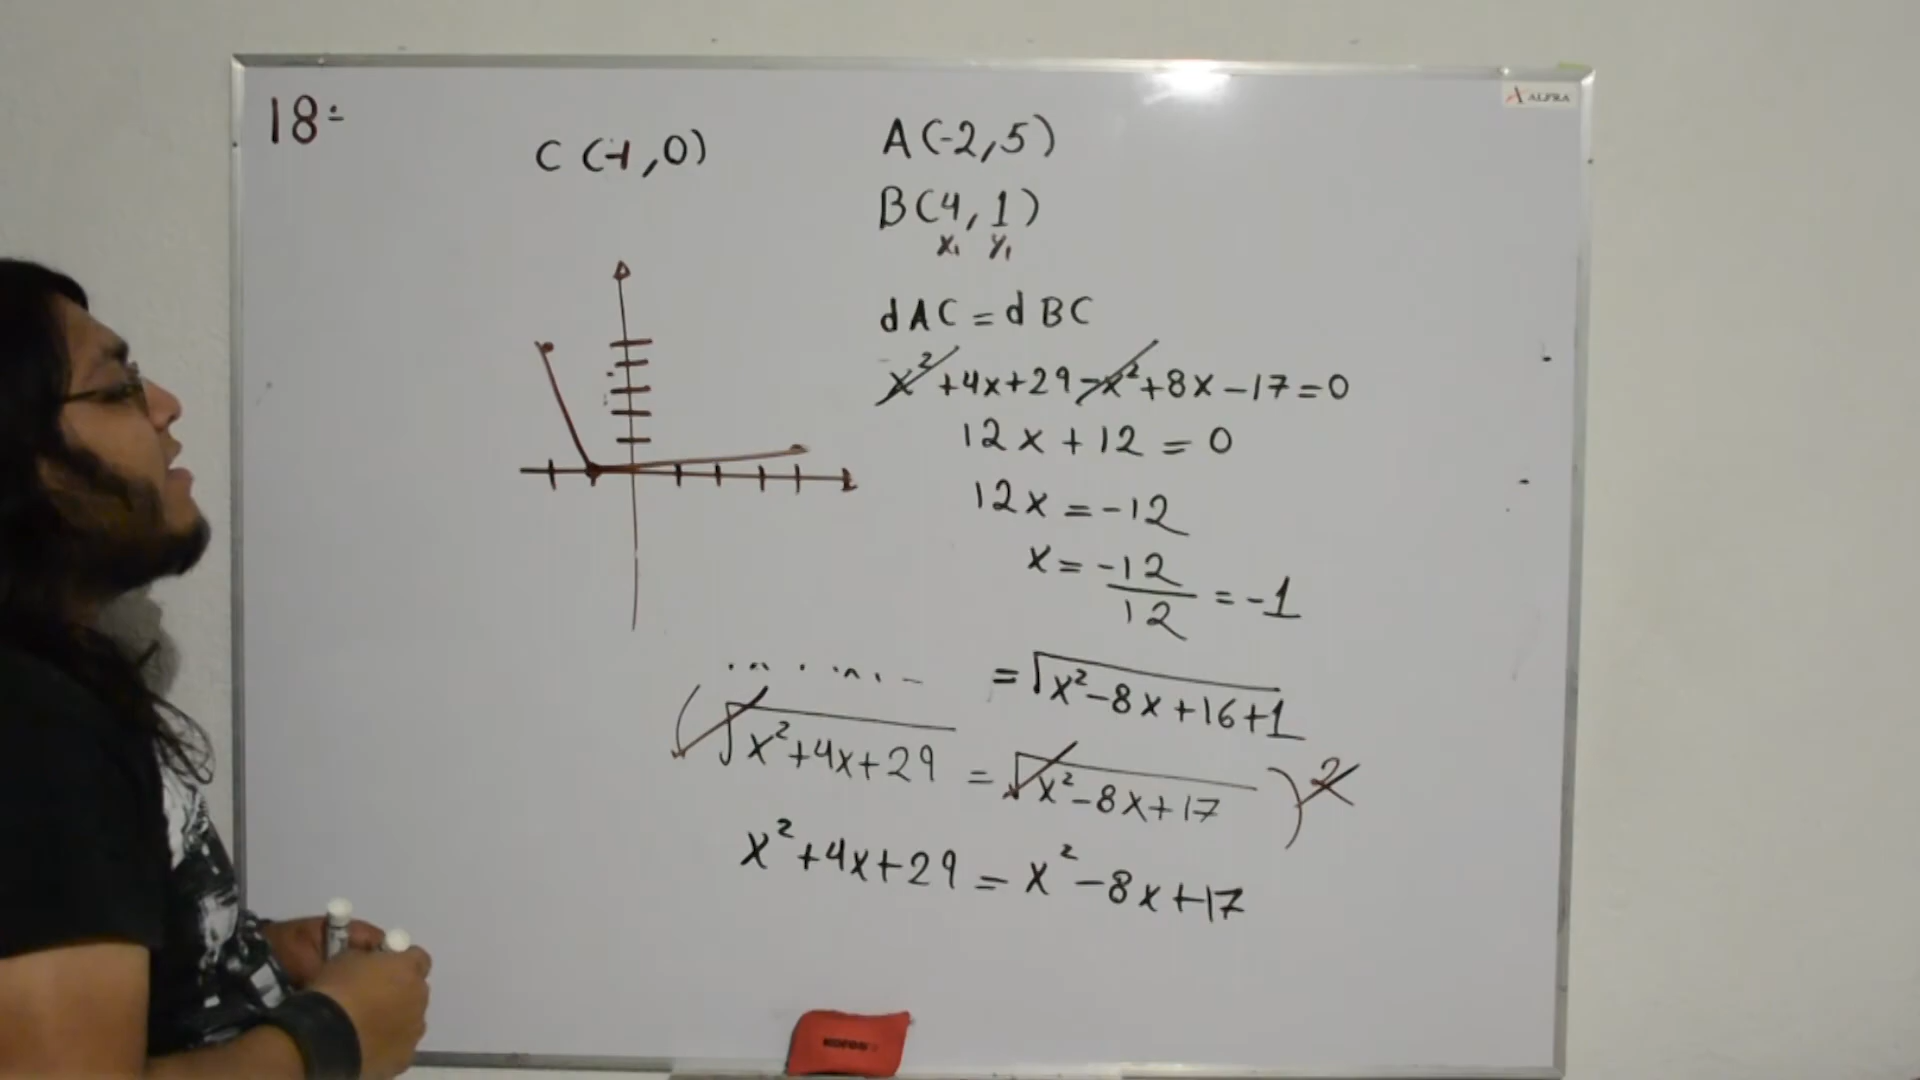 18:
C (-1,0)
A(-2,5)
B(4,1)
x₁ y₁
dAC = dBC
x²+4x+29-x²+8x-17=0
12x+12=0
12x=-12
x=-12/12=-1
=√x²-8x+16+1
(√x²+4x+29=√x²-8x+17)²
x²+4x+29=x²-8x+17
ALFRA